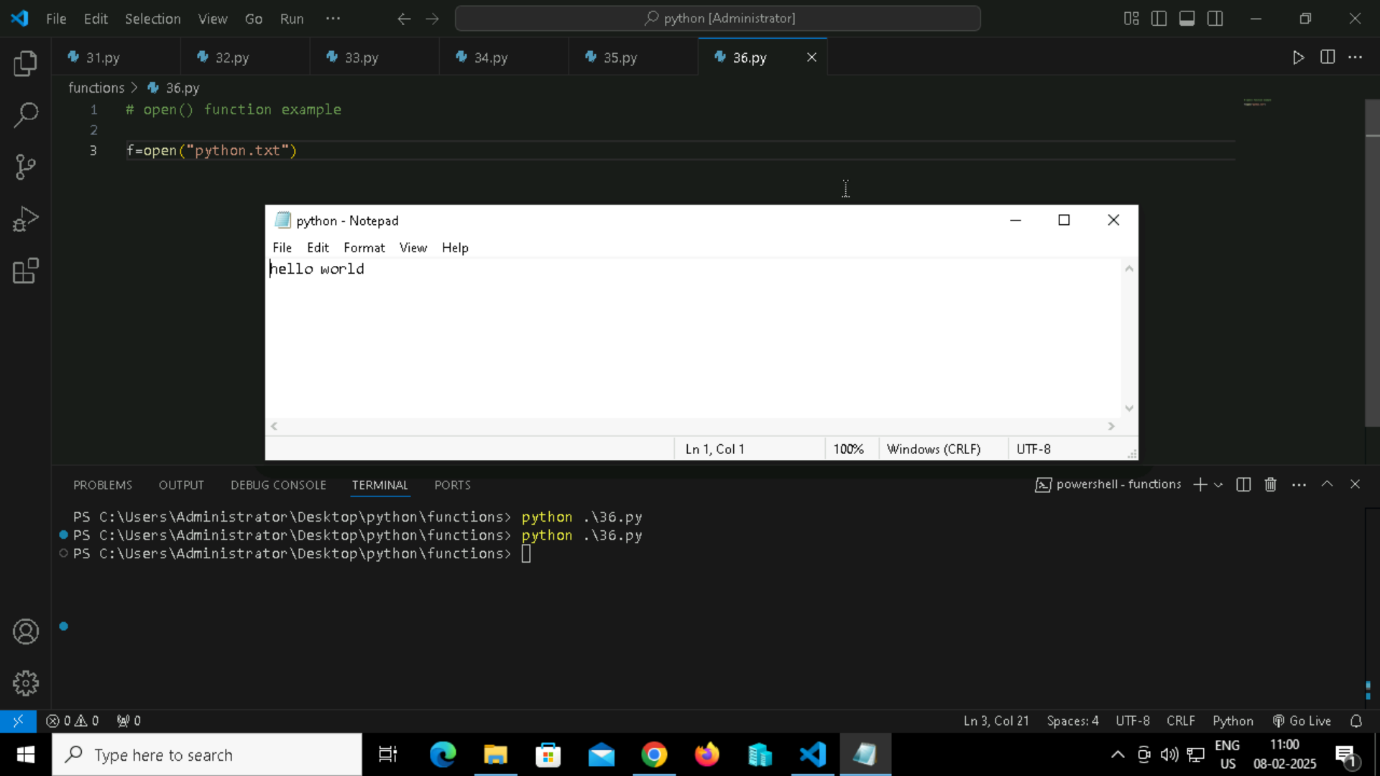 File Edit Selection View Go Run ··· python [Administrator]
31.py 32.py 33.py 34.py 35.py 36.py
functions > 36.py
1 # open() function example
2
3 f=open("python.txt")
python - Notepad
File Edit Format View Help
hello world
Ln 1, Col 1 100% Windows (CRLF) UTF-8
PROBLEMS OUTPUT DEBUG CONSOLE TERMINAL PORTS powershell - functions
PS C:\Users\Administrator\Desktop\python\functions> python .\36.py
PS C:\Users\Administrator\Desktop\python\functions> python .\36.py
PS C:\Users\Administrator\Desktop\python\functions>
0 0 0 Ln 3, Col 21 Spaces: 4 UTF-8 CRLF Python Go Live
Type here to search
ENG 11:00
US 08-02-2025 1